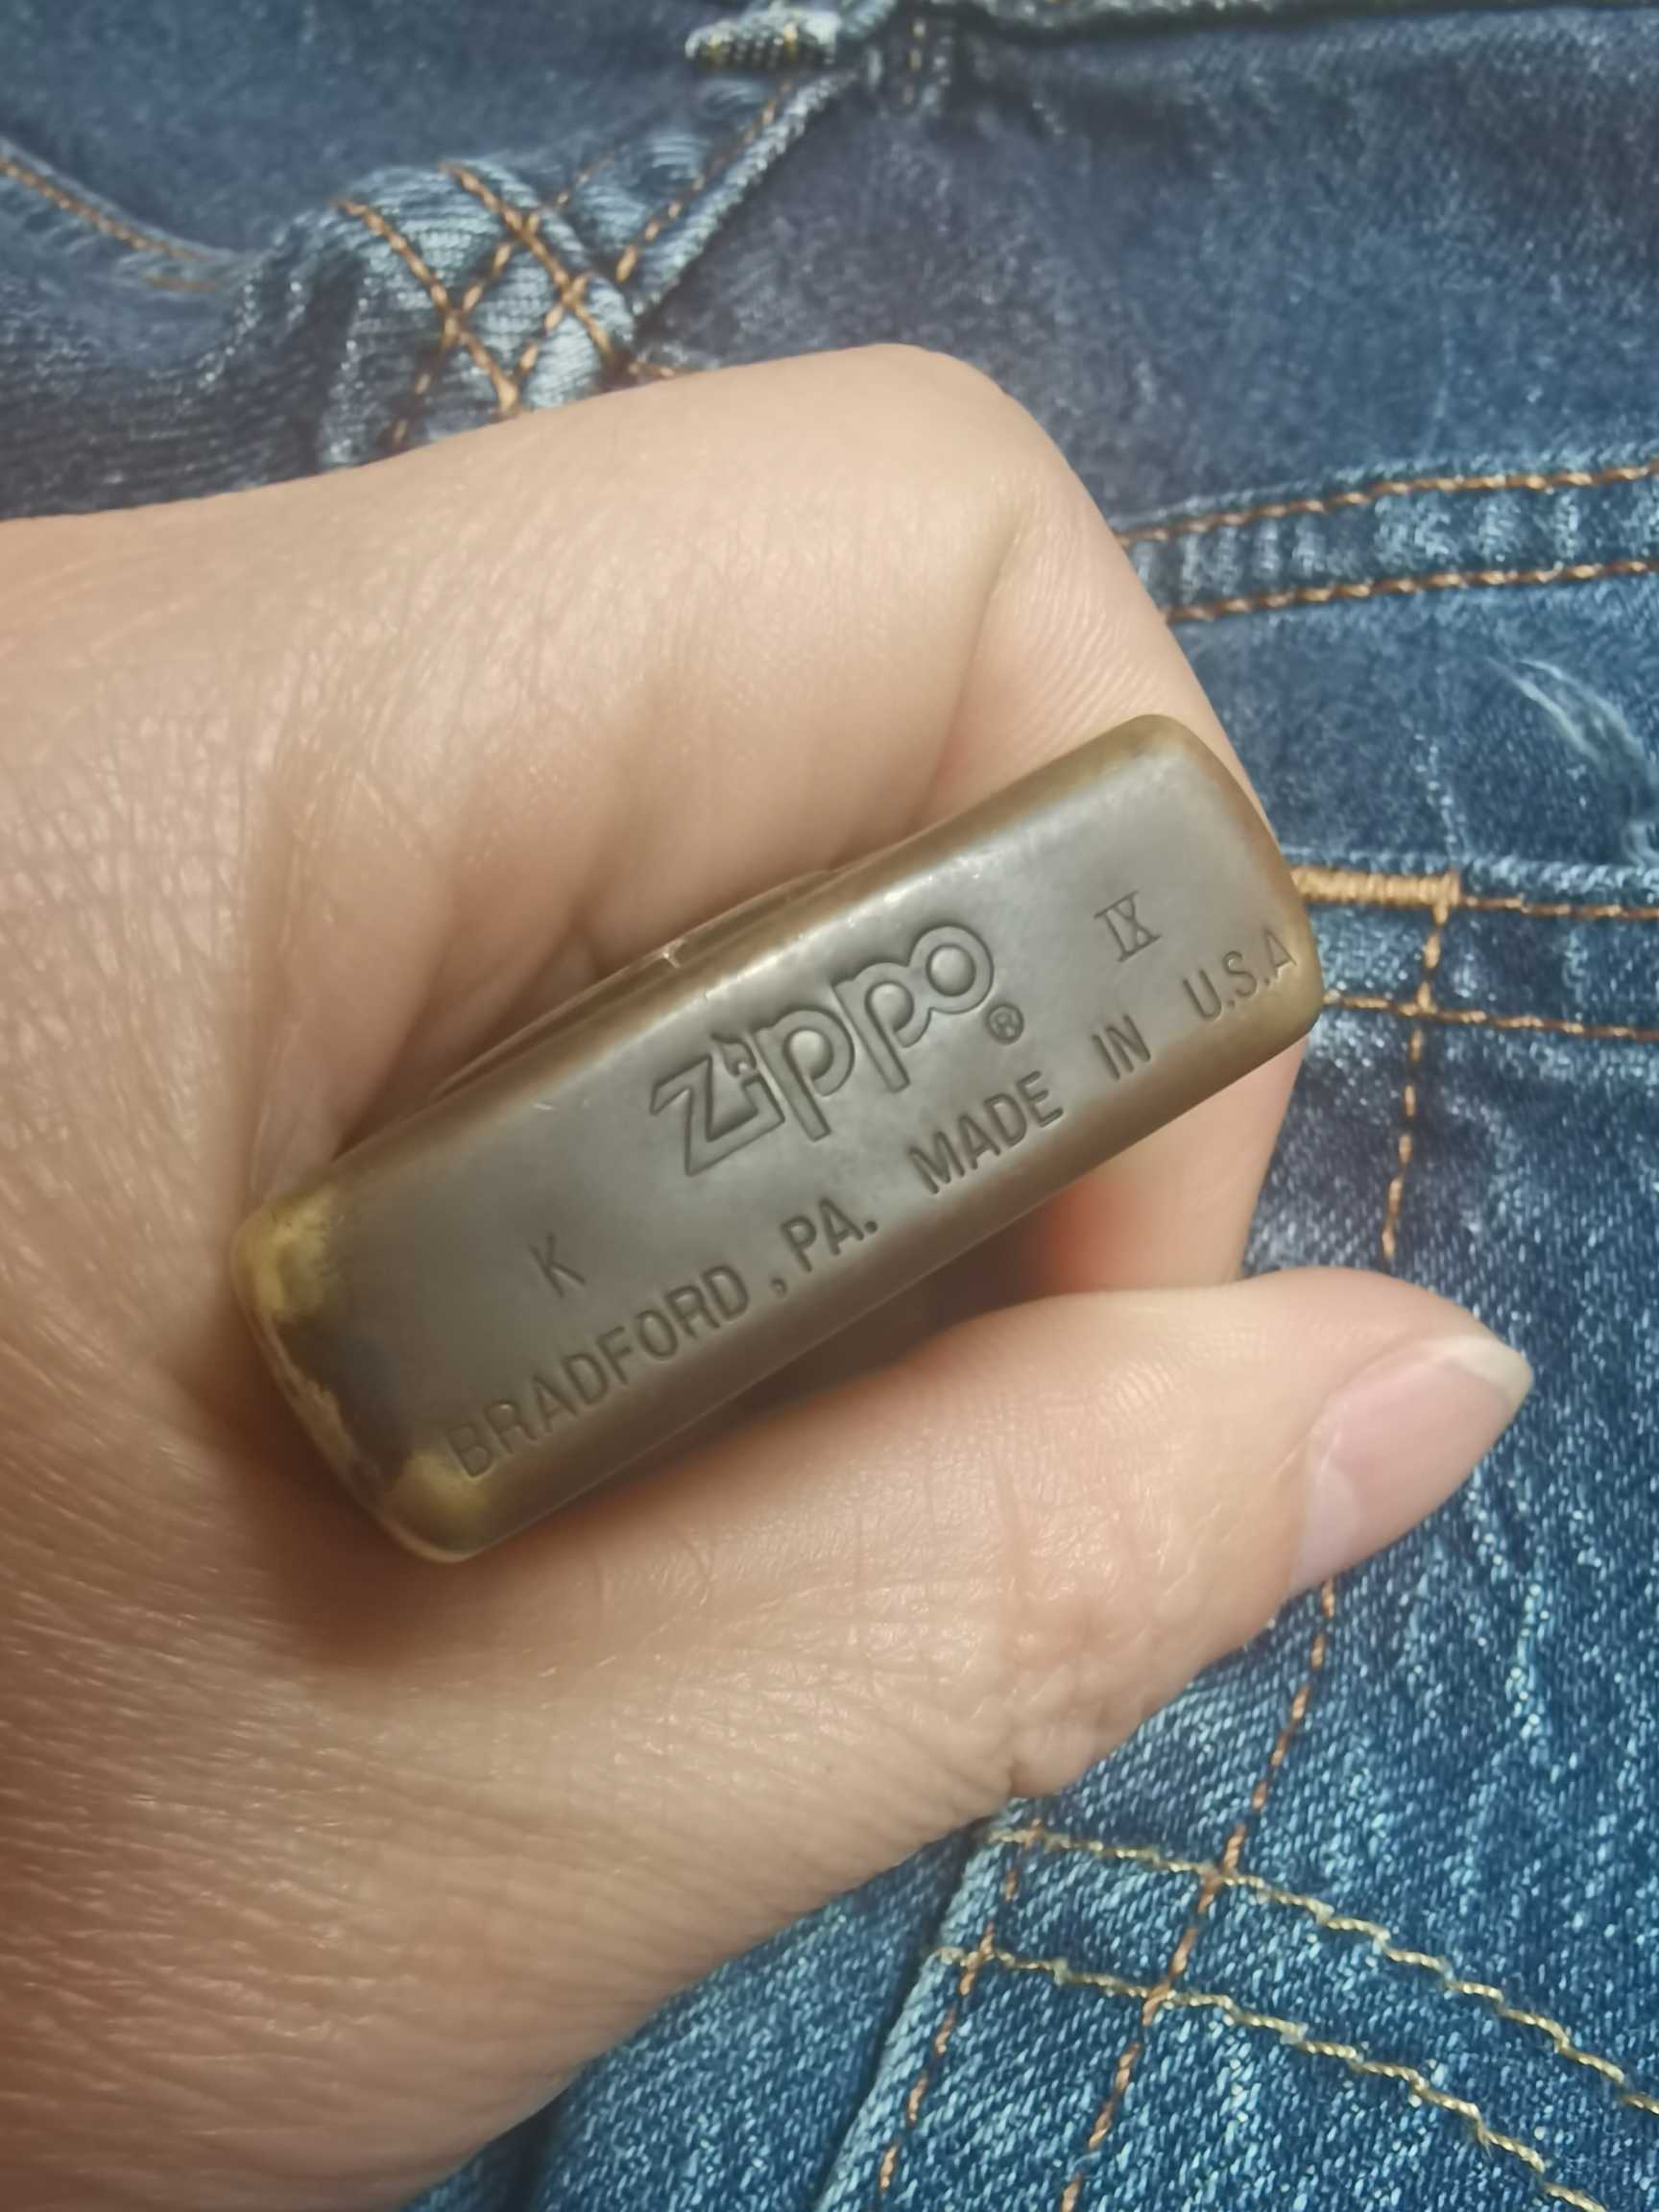 Zippo®
K IX
BRADFORD, PA. MADE IN U.S.A